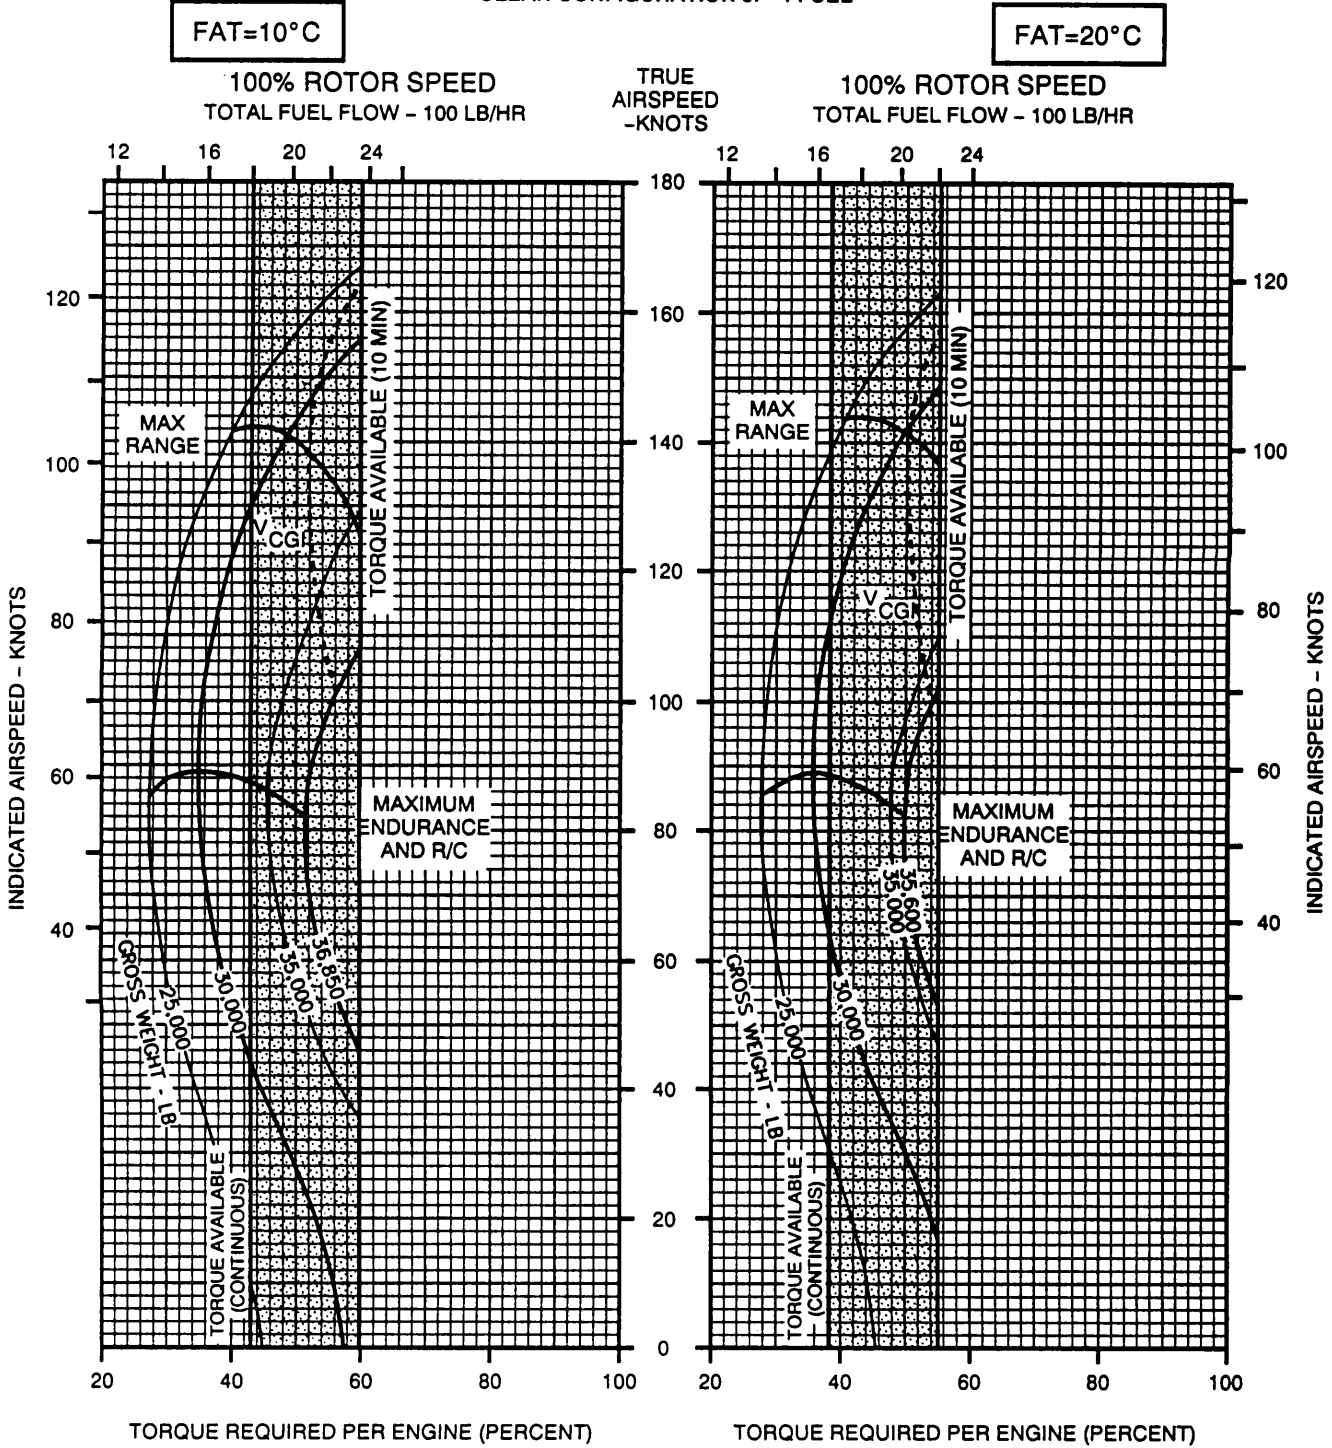 FAT=10°C
FAT=20°C
100% ROTOR SPEED
TOTAL FUEL FLOW – 100 LB/HR
TRUE
AIRSPEED
–KNOTS
100% ROTOR SPEED
TOTAL FUEL FLOW – 100 LB/HR
12 16 20 24
12 16 20 24
180
160
140
120
100
80
60
40
20
0
120
100
80
60
40
120
100
80
60
40
INDICATED AIRSPEED – KNOTS
MAX
RANGE
V CGI
TORQUE AVAILABLE (10 MIN)
MAXIMUM
ENDURANCE
AND R/C
GROSS WEIGHT - LB
25,000
30,000
35,000
36,850
TORQUE AVAILABLE
(CONTINUOUS)
MAX
RANGE
V CGI
TORQUE AVAILABLE (10 MIN)
MAXIMUM
ENDURANCE
AND R/C
GROSS WEIGHT - LB
25,000
30,000
35,000
35,600
TORQUE AVAILABLE
(CONTINUOUS)
INDICATED AIRSPEED – KNOTS
20 40 60 80 100
20 40 60 80 100
TORQUE REQUIRED PER ENGINE (PERCENT)
TORQUE REQUIRED PER ENGINE (PERCENT)